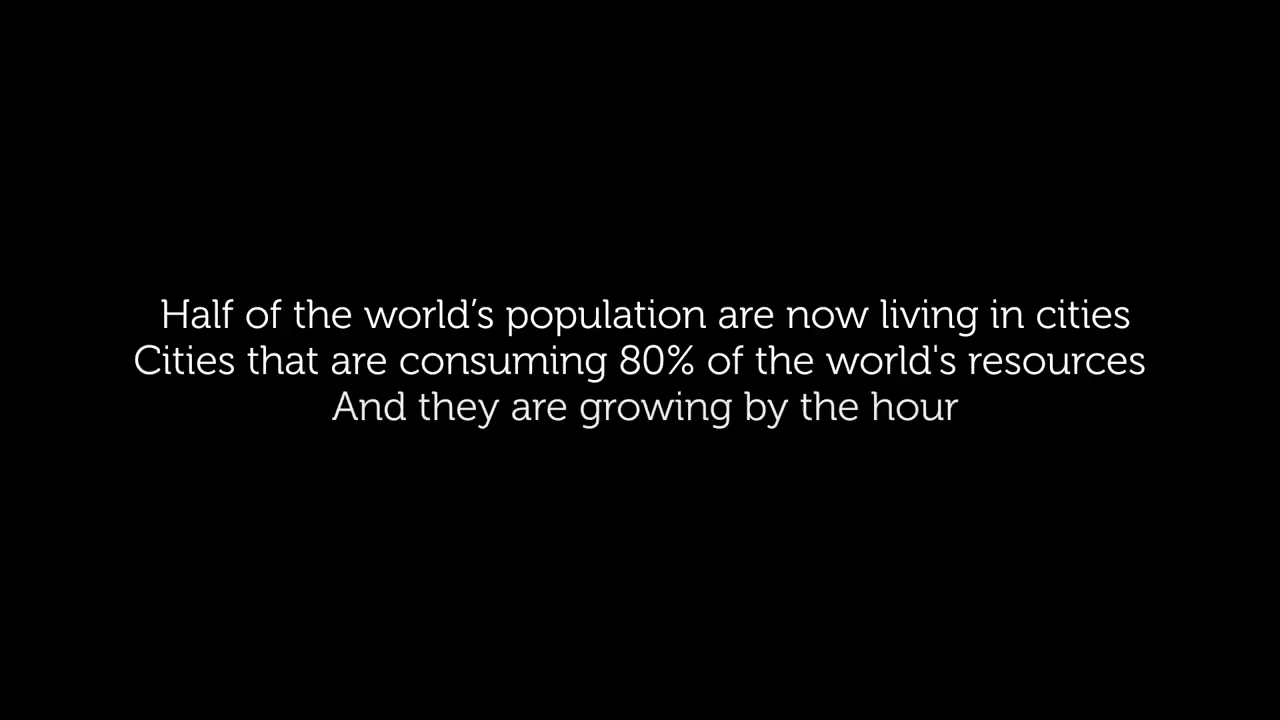 Half of the world’s population are now living in cities
Cities that are consuming 80% of the world's resources
And they are growing by the hour